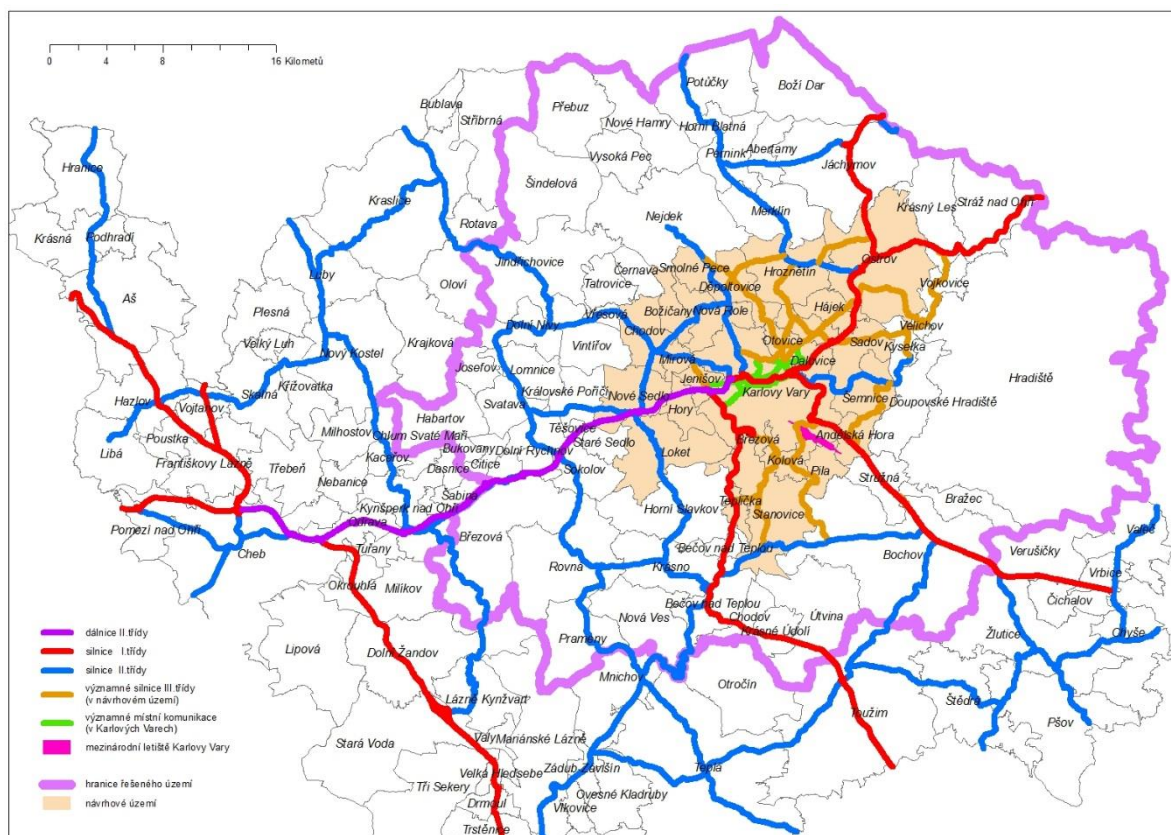 0 4 8 16 Kilometrů
Potůčky
Boží Dar
Bublava
Stříbrná
Přebuz
Nové Hamry
Horní Blatná
Hranice
Vysoká Pec
Pernink
Abertamy
Jáchymov
Šindelová
Kraslice
Merklín
Krásný Les
Stráž nad Ohří
Krásná
Podhradí
Rotava
Nejdek
Luby
Jindřichovice
Černava
Smolné Pece
Hroznětín
Ostrov
Vojkovice
Aš
Oloví
Tatrovice
Děpoltovice
Plesná
Božičany
Nová Role
Hájek
Dolní Nivy
Vřesová
Chodov
Velichov
Velký Luh
Nový Kostel
Krajková
Vintířov
Otovice
Sadov
Kyselka
Josefov
Lomnice
Mírová
Dalovice
Hradiště
Skalná
Křižovatka
Královské Poříčí
Nové Sedlo
Jenišov
Karlovy Vary
Hazlov
Vojtanov
Svatava
Hory
Semnice
Doupovské Hradiště
Habartov
Těšovice
Poustka
Milhostov
Chlum Svaté Maří
Bukovany
Dolní Rychnov
Staré Sedlo
Březová
Andělská Hora
Libá
Františkovy Lázně
Třebeň
Kaceřov
Citice
Sokolov
Loket
Kolová
Pila
Nebanice
Dasnice
Šabina
Stružná
Kynšperk nad Ohří
Teplička
Bražec
Pomezí nad Ohří
Odrava
Březová
Horní Slavkov
Stanovice
Valeč
Cheb
Tuřany
Bečov nad Teplou
Bochov
Verušičky
Okrouhlá
Milíkov
Rovná
Krásno
Vrbice
Bečov nad Teplou
Čichalov
Nová Ves
Chodov
Útvina
Krásné Údolí
Chyše
Prameny
Lipová
Dolní Žandov
Žlutice
Mnichov
Otročín
Lázně Kynžvart
Štědrá
Toužim
Pšov
Stará Voda
Valy
Mariánské Lázně
Zádub-Závišín
Teplá
Velká Hleďsebe
Tři Sekery
Ovesné Kladruby
Drmoul
Vlkovice
Trstěnice
dálnice II.třídy
silnice I.třídy
silnice II.třídy
významné silnice III.třídy
(v návrhovém území)
významné místní komunikace
(v Karlových Varech)
mezinárodní letiště Karlovy Vary
hranice řešeného území
návrhové území